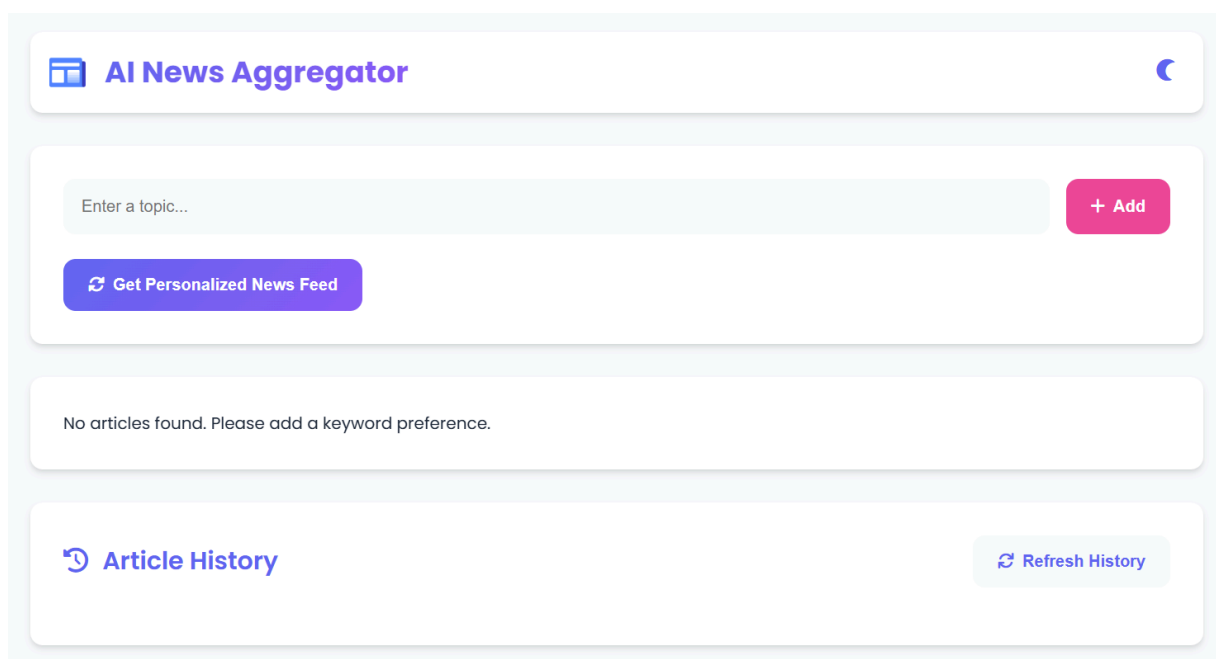 AI News Aggregator
Enter a topic...
+ Add
Get Personalized News Feed
No articles found. Please add a keyword preference.
Article History
Refresh History